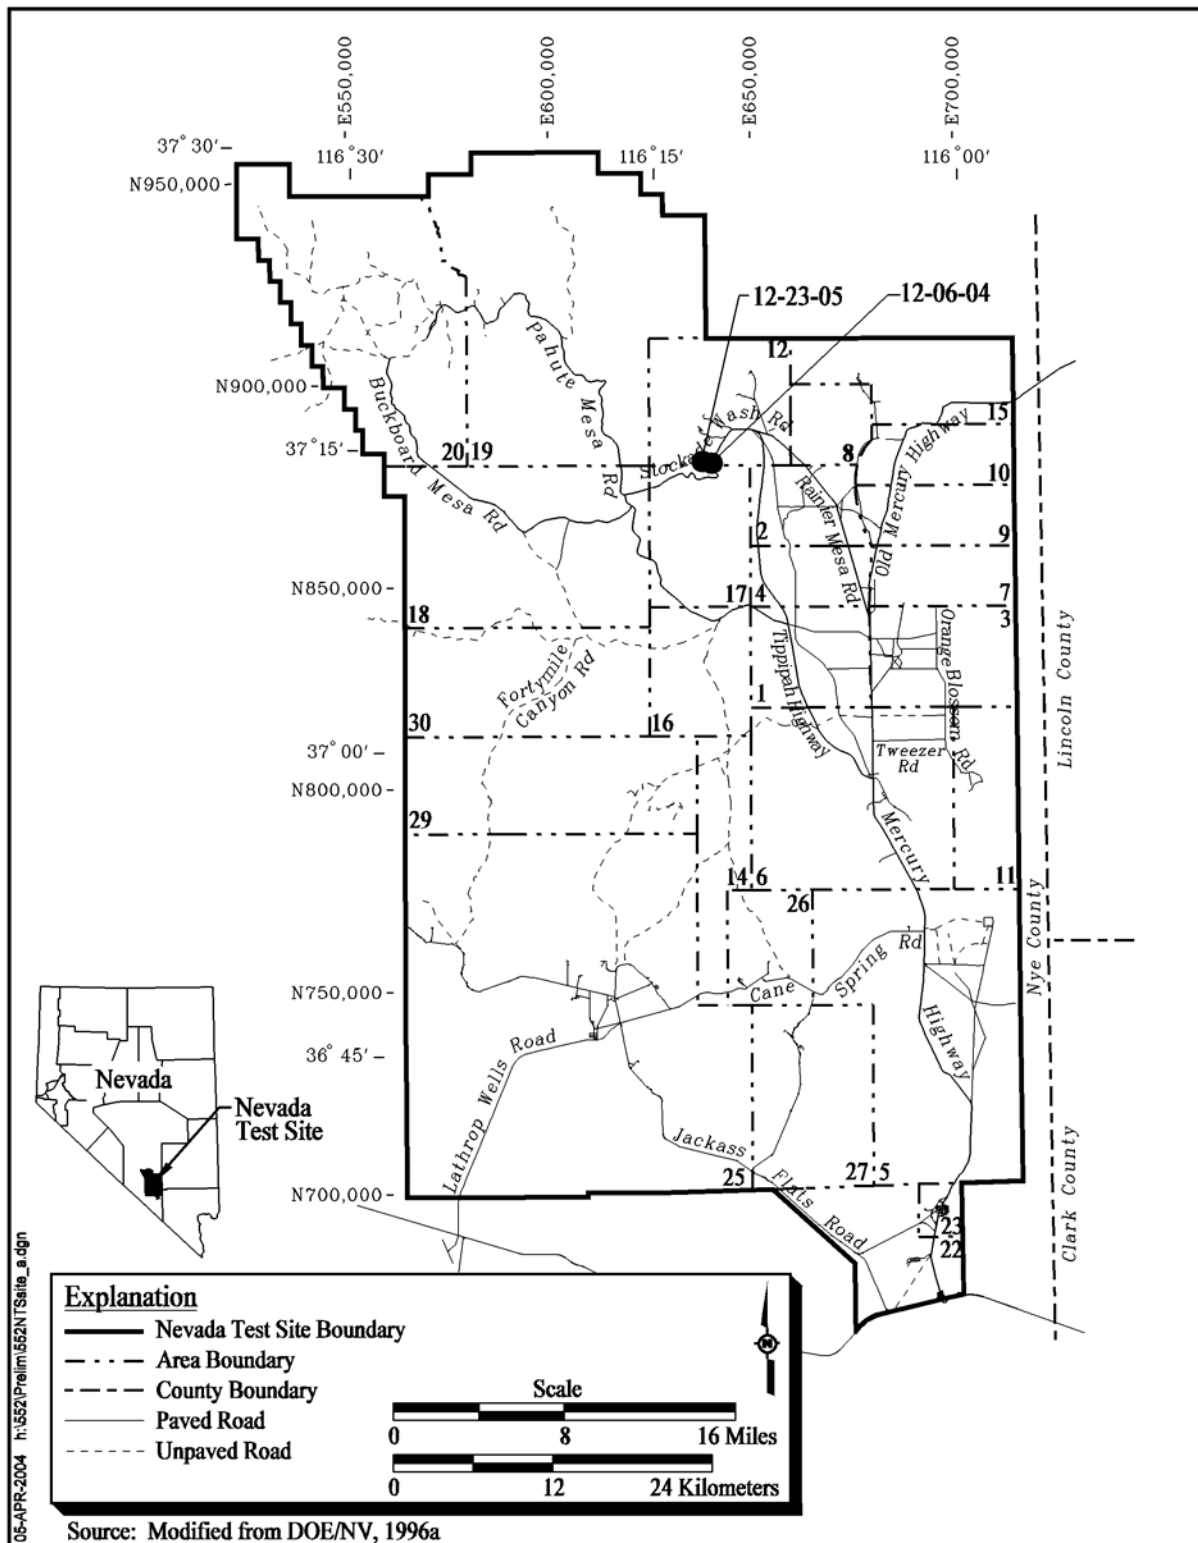 E550,000
E600,000
E650,000
E700,000
37° 30′
116° 30′
116° 15′
116° 00′
N950,000
12-23-05
12-06-04
12
Pahute Mesa Rd
N900,000
Buckboard Mesa Rd
Stockade Wash Rd
15
37° 15′
20 19
8
10
Rainier Mesa Rd
Old Mercury Highway
2
9
N850,000
17 4
7
18
3
Fortymile
Canyon Rd
Tippipah Highway
Orange Blossom Rd
Lincoln County
1
30
16
37° 00′
Tweezer
Rd
N800,000
29
Mercury
14 6
11
26
Nye County
Cane Spring Rd
N750,000
Highway
36° 45′
Lathrop Wells Road
Nevada
Nevada
Test Site
Jackass
Flats Road
25
27 5
Clark County
N700,000
23
22
Explanation
Nevada Test Site Boundary
Area Boundary
County Boundary
Paved Road
Unpaved Road
N
Scale
0 8 16 Miles
0 12 24 Kilometers
05-APR-2004 h:\552\Prelim\552NTSsite_a.dgn
Source: Modified from DOE/NV, 1996a